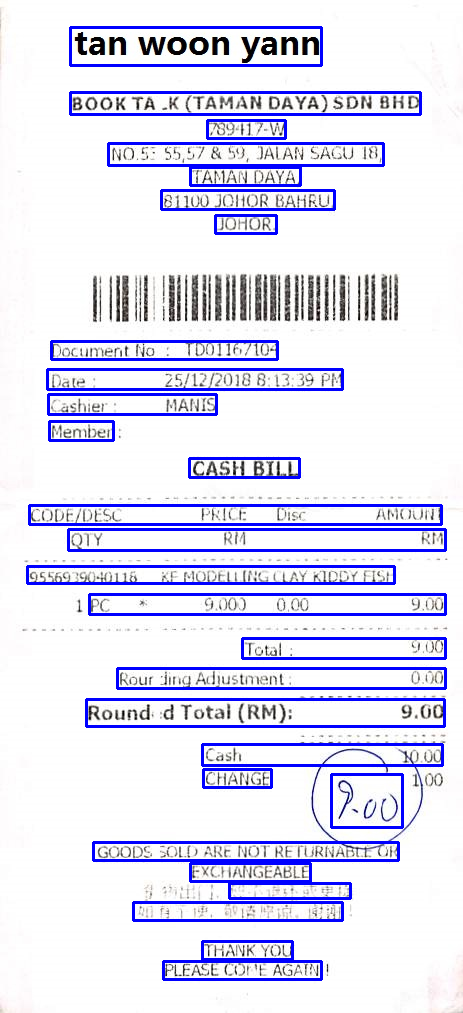 tan woon yann
BOOK TA .K (TAMAN DAYA) SDN BHD
789417-W
NO.53 55,57 & 59, JALAN SAGU 18,
TAMAN DAYA,
81100 JOHOR BAHRU,
JOHOR.
Document No : TD01167104
Date : 25/12/2018 8:13:39 PM
Cashier : MANIS
Member :
CASH BILL
CODE/DESC PRICE Disc AMOUNT
QTY RM RM
9556939040118 KF MODELLING CLAY KIDDY FISH
1 PC * 9.000 0.00 9.00
Total : 9.00
Rounding Adjustment : 0.00
Rounded Total (RM): 9.00
Cash 10.00
CHANGE 1.00
9.00
GOODS SOLD ARE NOT RETURNABLE OR
EXCHANGEABLE
THANK YOU
PLEASE COME AGAIN !